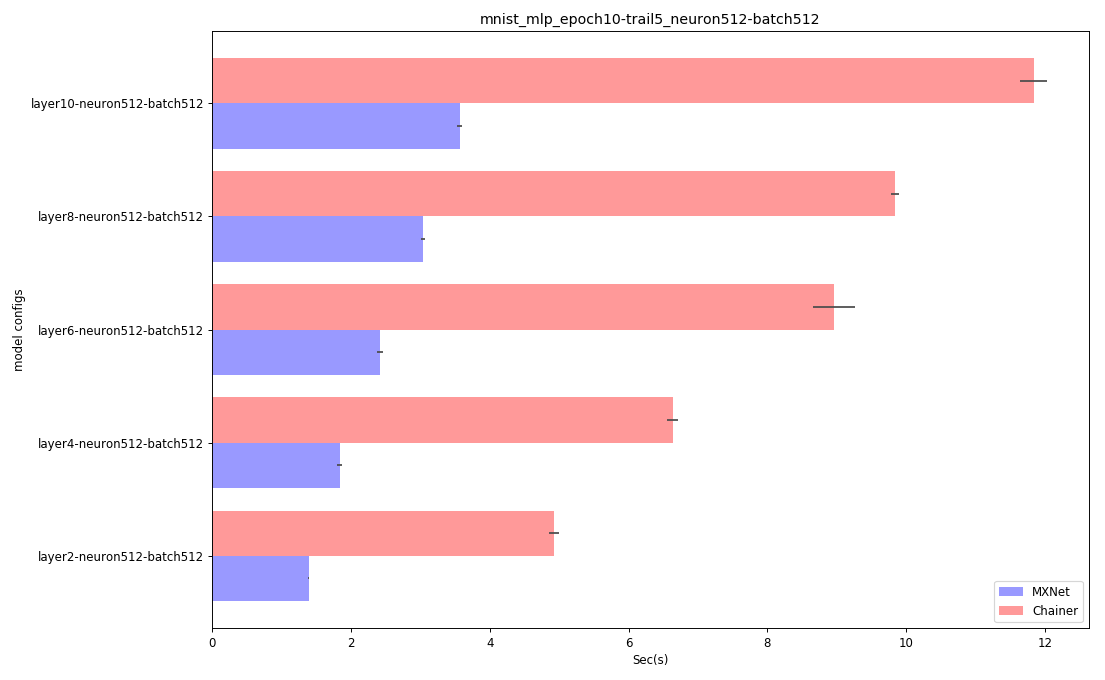 mnist_mlp_epoch10-trail5_neuron512-batch512
model configs
layer10-neuron512-batch512
layer8-neuron512-batch512
layer6-neuron512-batch512
layer4-neuron512-batch512
layer2-neuron512-batch512
MXNet
Chainer
0 2 4 6 8 10 12
Sec(s)